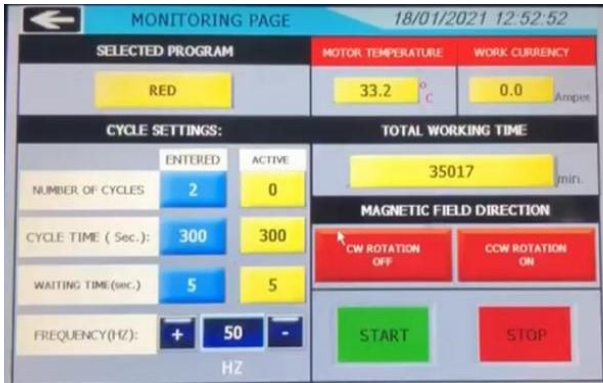 MONITORING PAGE 18/01/2021 12:52:52
SELECTED PROGRAM
RED
MOTOR TEMPERATURE WORK CURRENCY
33.2 °C 0.0 Amper
CYCLE SETTINGS:
ENTERED ACTIVE
NUMBER OF CYCLES 2 0
CYCLE TIME ( Sec.): 300 300
WAITING TIME(sec.) 5 5
FREQUENCY(HZ): + 50 -
HZ
TOTAL WORKING TIME
35017 min.
MAGNETIC FIELD DIRECTION
CW ROTATION
OFF
CCW ROTATION
ON
START STOP